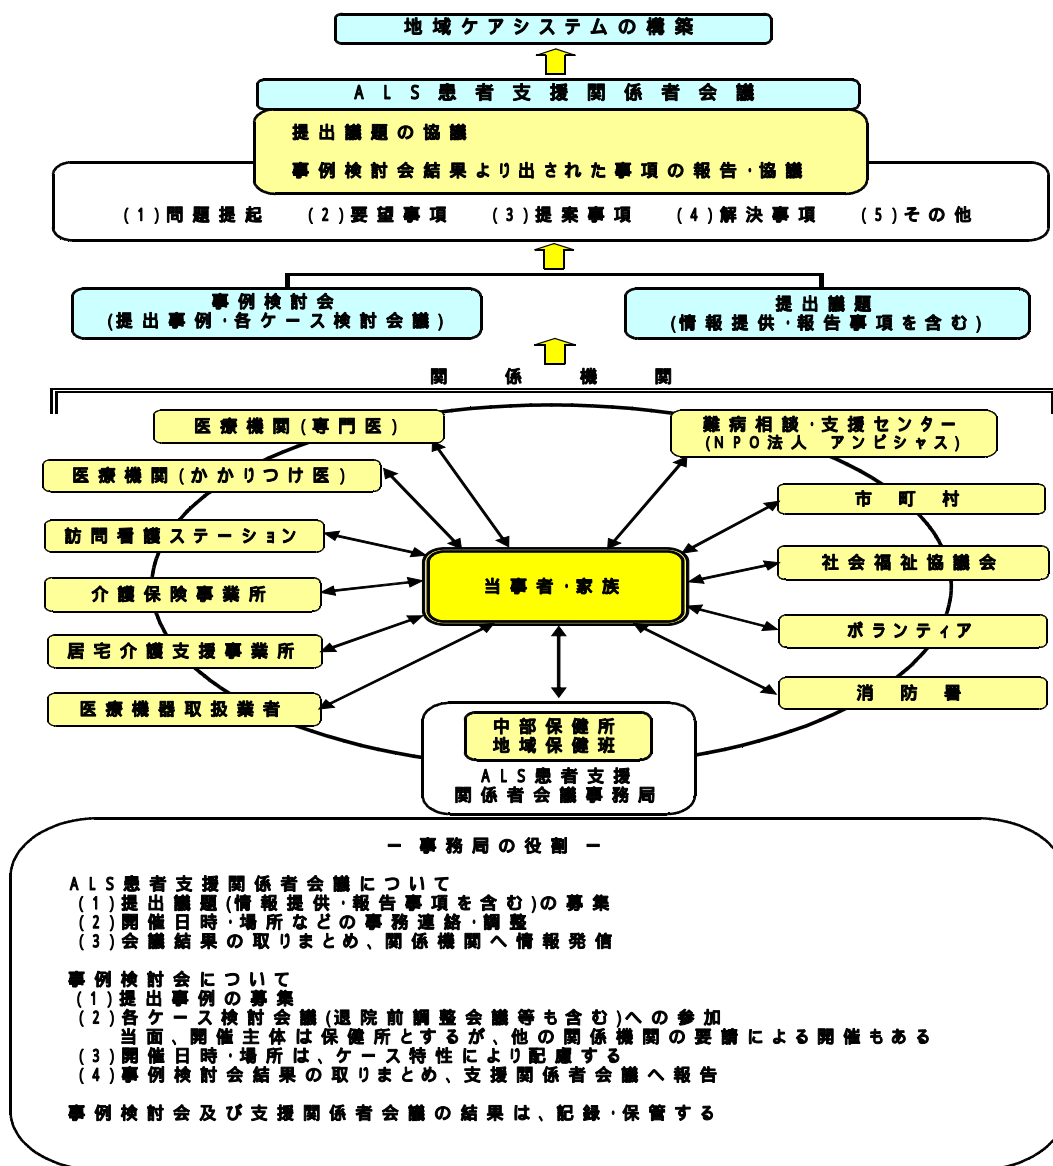 地域ケアシステムの構築
ALS患者支援関係者会議
提出議題の協議
事例検討会結果より出された事項の報告・協議
(1)問題提起 (2)要望事項 (3)提案事項 (4)解決事項 (5)その他
事例検討会
(提出事例・各ケース検討会議)
提出議題
(情報提供・報告事項を含む)
関係機関
医療機関(専門医)
難病相談・支援センター
(NPO法人 アンビシャス)
医療機関(かかりつけ医)
市町村
訪問看護ステーション
社会福祉協議会
介護保険事業所
当事者・家族
ボランティア
居宅介護支援事業所
消防署
医療機器取扱業者
中部保健所
地域保健班
ALS患者支援
関係者会議事務局
ー 事務局の役割 ー
ALS患者支援関係者会議について
(1)提出議題(情報提供・報告事項を含む)の募集
(2)開催日時・場所などの事務連絡・調整
(3)会議結果の取りまとめ、関係機関へ情報発信
事例検討会について
(1)提出事例の募集
(2)各ケース検討会議(退院前調整会議等も含む)への参加
当面、開催主体は保健所とするが、他の関係機関の要請による開催もある
(3)開催日時・場所は、ケース特性により配慮する
(4)事例検討会結果の取りまとめ、支援関係者会議へ報告
事例検討会及び支援関係者会議の結果は、記録・保管する